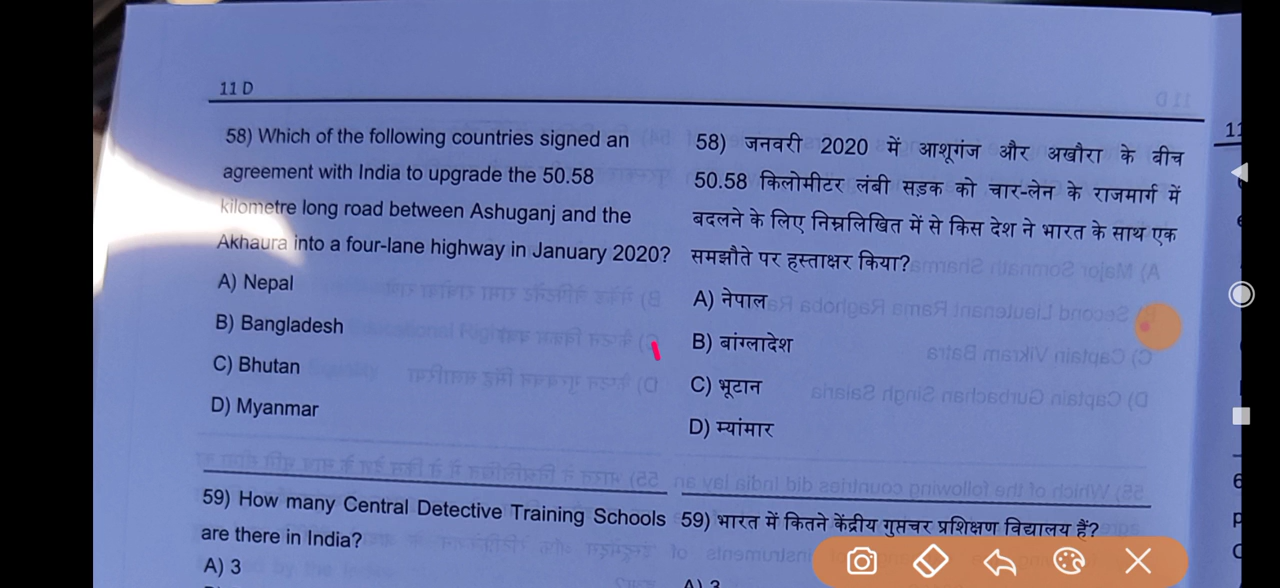 11 D
58) Which of the following countries signed an
agreement with India to upgrade the 50.58
kilometre long road between Ashuganj and the
Akhaura into a four-lane highway in January 2020?
A) Nepal
B) Bangladesh
C) Bhutan
D) Myanmar
58) जनवरी 2020 में आशूगंज और अखौरा के बीच
50.58 किलोमीटर लंबी सड़क को चार-लेन के राजमार्ग में
बदलने के लिए निम्नलिखित में से किस देश ने भारत के साथ एक
समझौते पर हस्ताक्षर किया?
A) नेपाल
B) बांग्लादेश
C) भूटान
D) म्यांमार
59) How many Central Detective Training Schools
are there in India?
A) 3
59) भारत में कितने केंद्रीय गुप्तचर प्रशिक्षण विद्यालय हैं?
A) 3
11